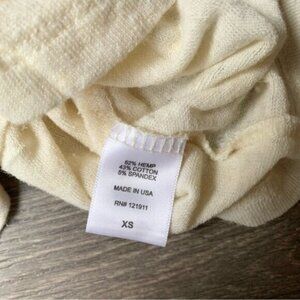 52% HEMP
43% COTTON
5% SPANDEX
MADE IN USA
RN# 121911
XS